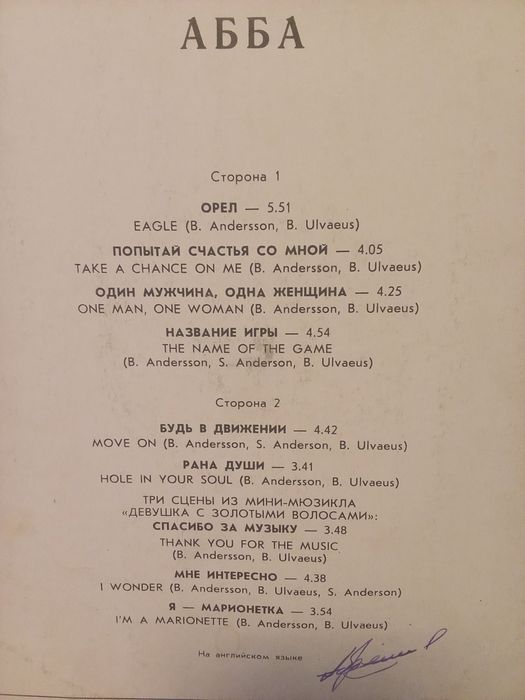 АББА
Сторона 1
ОРЕЛ — 5.51
EAGLE (B. Andersson, B. Ulvaeus)
ПОПЫТАЙ СЧАСТЬЯ СО МНОЙ — 4.05
TAKE A CHANCE ON ME (B. Andersson, B. Ulvaeus)
ОДИН МУЖЧИНА, ОДНА ЖЕНЩИНА — 4.25
ONE MAN, ONE WOMAN (B. Andersson, B. Ulvaeus)
НАЗВАНИЕ ИГРЫ — 4.54
THE NAME OF THE GAME
(B. Andersson, S. Anderson, B. Ulvaeus)
Сторона 2
БУДЬ В ДВИЖЕНИИ — 4.42
MOVE ON (B. Andersson, S. Anderson, B. Ulvaeus)
РАНА ДУШИ — 3.41
HOLE IN YOUR SOUL (B. Andersson, B. Ulvaeus)
ТРИ СЦЕНЫ ИЗ МИНИ-МЮЗИКЛА
«ДЕВУШКА С ЗОЛОТЫМИ ВОЛОСАМИ»:
СПАСИБО ЗА МУЗЫКУ — 3.48
THANK YOU FOR THE MUSIC
(B. Andersson, B. Ulvaeus)
МНЕ ИНТЕРЕСНО — 4.38
I WONDER (B. Andersson, B. Ulvaeus, S. Anderson)
Я — МАРИОНЕТКА — 3.54
I'M A MARIONETTE (B. Andersson, B. Ulvaeus)
На английском языке